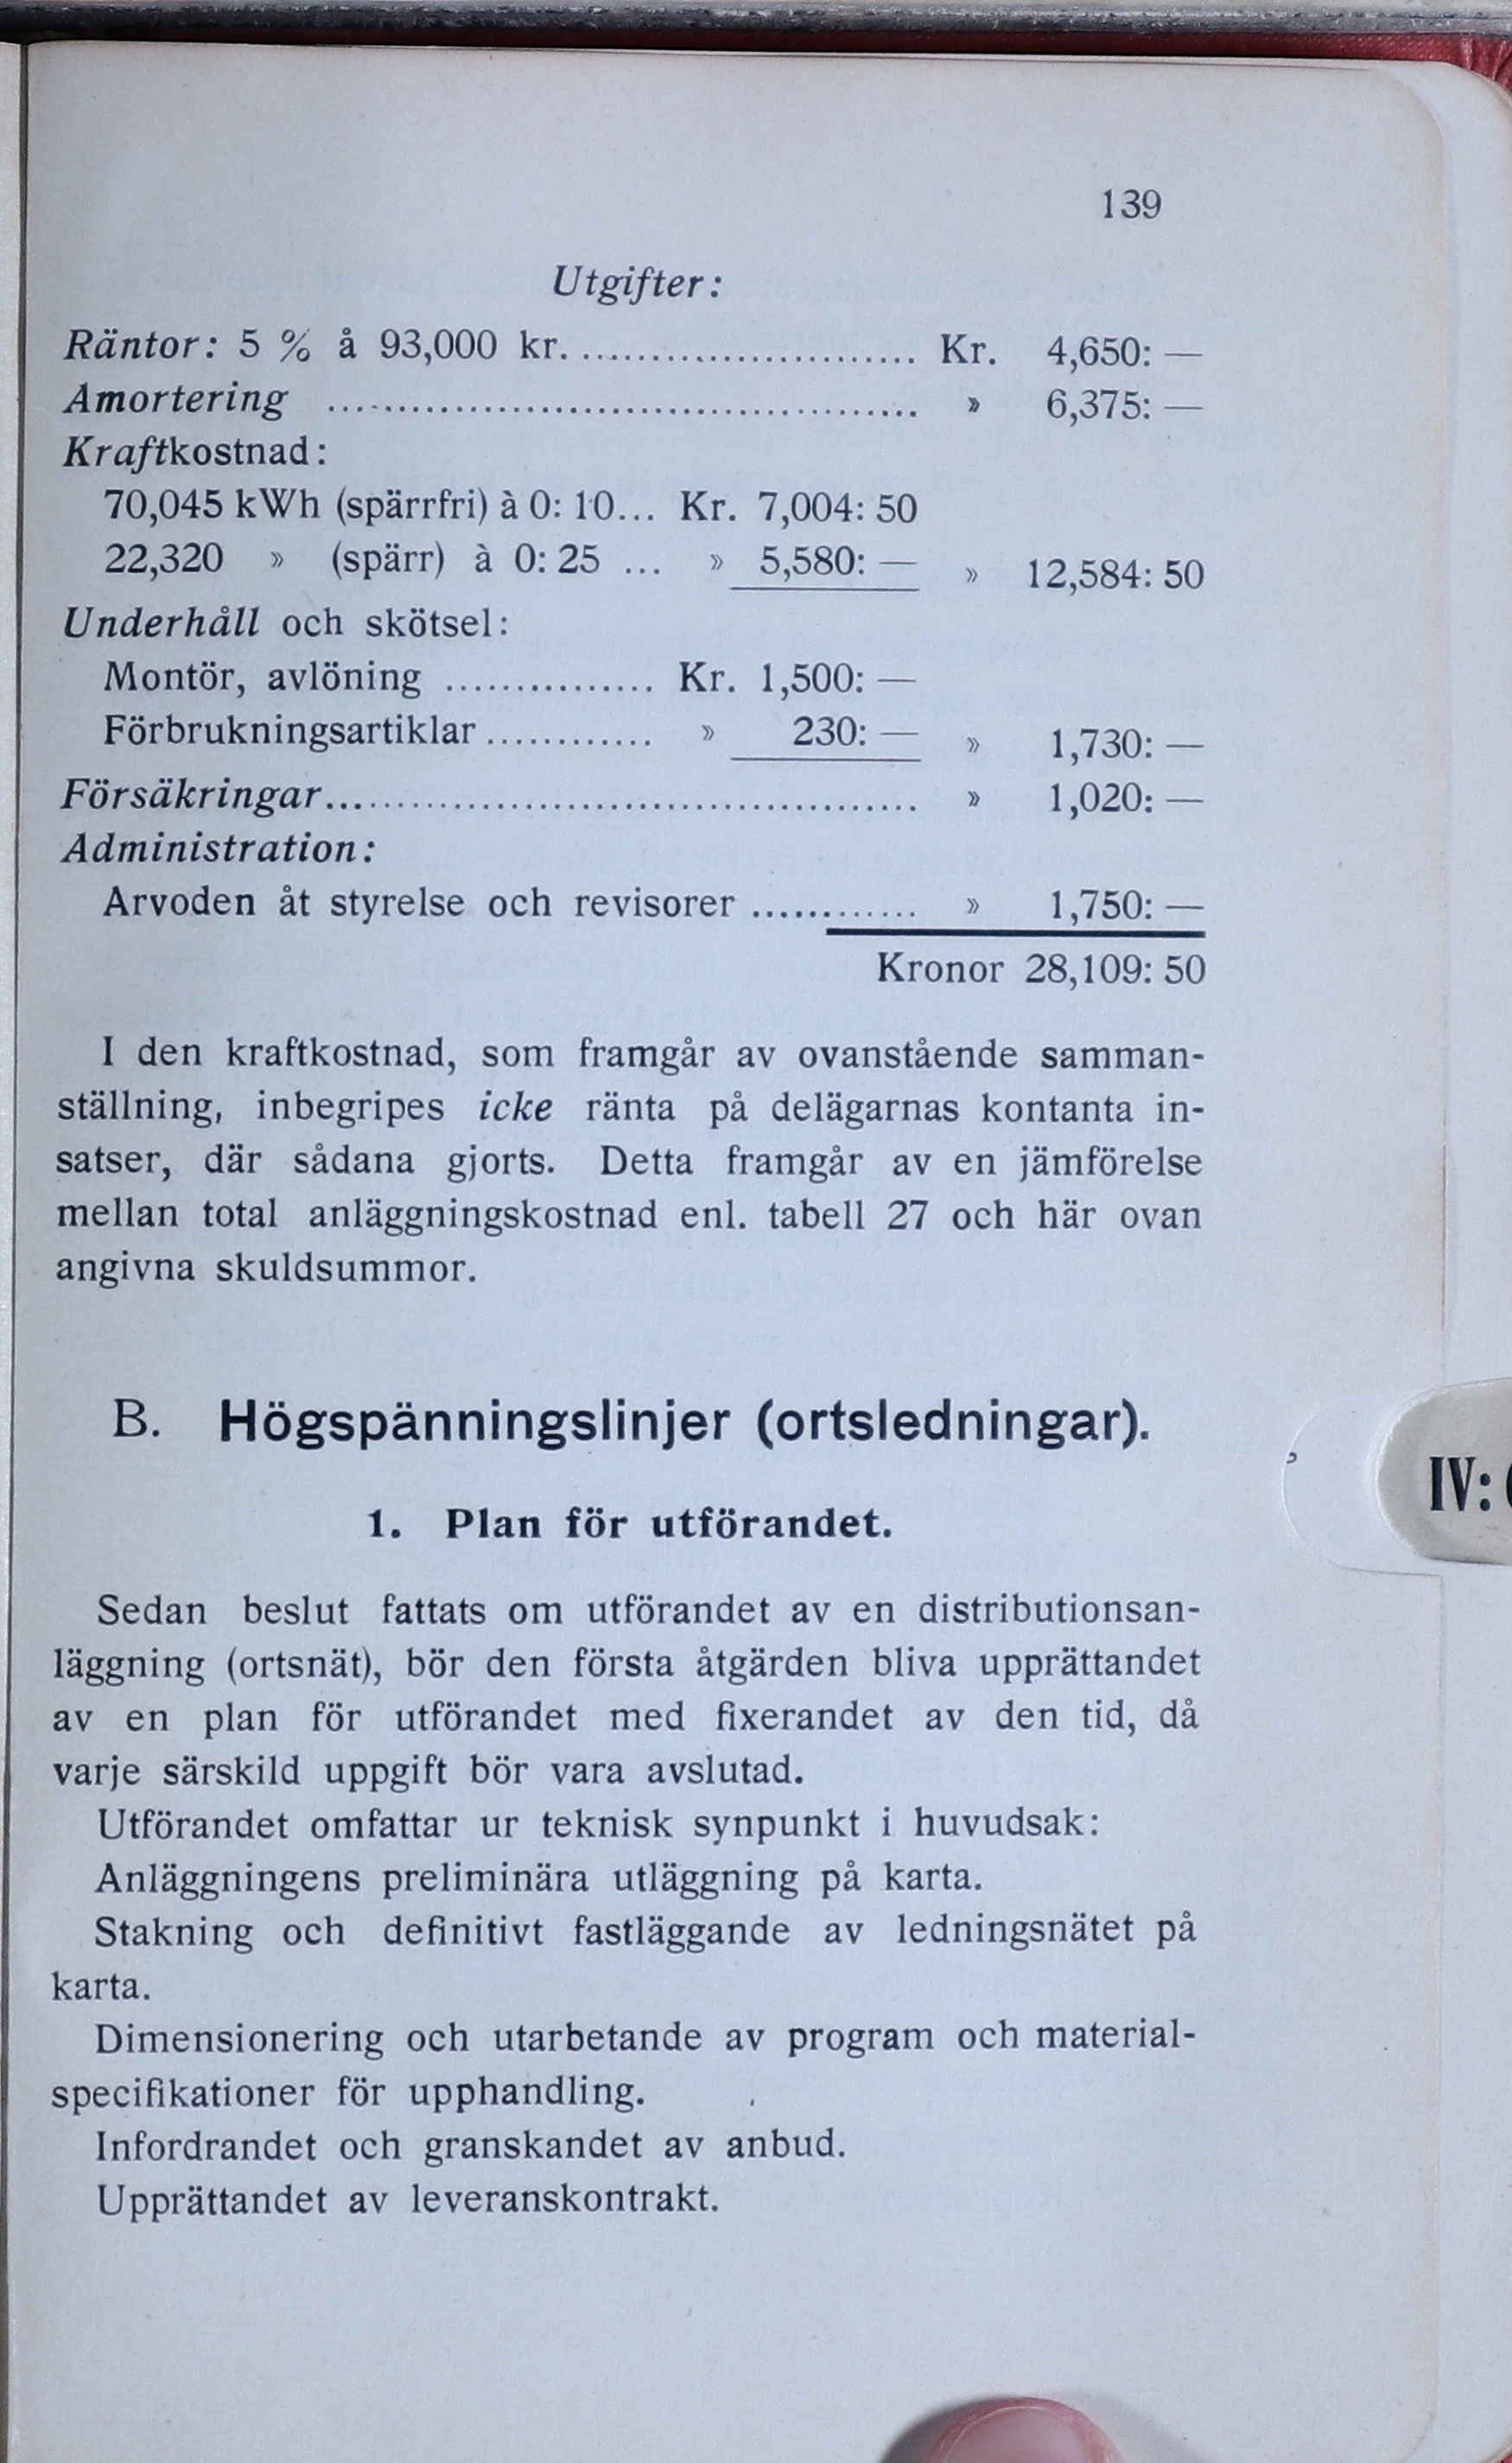 139
Utgifter:
Räntor: 5 % å 93,000 kr. ........................ Kr. 4,650: —
Amortering .......................................... » 6,375: —
Kraftkostnad:
70,045 kWh (spärrfri) à 0: 10... Kr. 7,004: 50
22,320 » (spärr) à 0: 25 ... » 5,580: — » 12,584: 50
Underhåll och skötsel:
Montör, avlöning ............... Kr. 1,500: —
Förbrukningsartiklar ............ » 230: — » 1,730: —
Försäkringar.......................................... » 1,020: —
Administration:
Arvoden åt styrelse och revisorer ............ » 1,750: —
Kronor 28,109: 50
I den kraftkostnad, som framgår av ovanstående samman-
ställning, inbegripes icke ränta på delägarnas kontanta in-
satser, där sådana gjorts. Detta framgår av en jämförelse
mellan total anläggningskostnad enl. tabell 27 och här ovan
angivna skuldsummor.
B. Högspänningslinjer (ortsledningar).
IV:
1. Plan för utförandet.
Sedan beslut fattats om utförandet av en distributionsan-
läggning (ortsnät), bör den första åtgärden bliva upprättandet
av en plan för utförandet med fixerandet av den tid, då
varje särskild uppgift bör vara avslutad.
Utförandet omfattar ur teknisk synpunkt i huvudsak:
Anläggningens preliminära utläggning på karta.
Stakning och definitivt fastläggande av ledningsnätet på
karta.
Dimensionering och utarbetande av program och material-
specifikationer för upphandling.
Infordrandet och granskandet av anbud.
Upprättandet av leveranskontrakt.